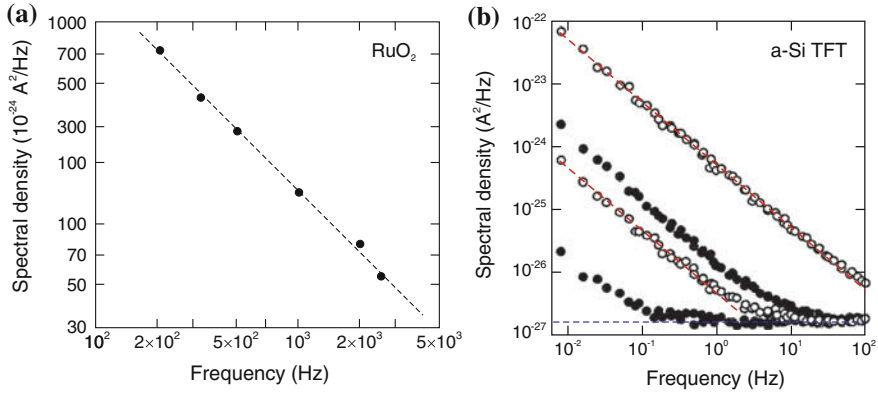 (a)
1000
700
500
300
100
100
70
50
30
Spectral density (10⁻²⁴ A²/Hz)
RuO₂
10² 2×10² 5×10² 10³ 2×10³ 5×10³
Frequency (Hz)
(b)
10⁻²²
10⁻²³
10⁻²⁴
10⁻²⁵
10⁻²⁶
10⁻²⁷
Spectral density (A²/Hz)
a-Si TFT
10⁻² 10⁻¹ 10⁰ 10¹ 10²
Frequency (Hz)